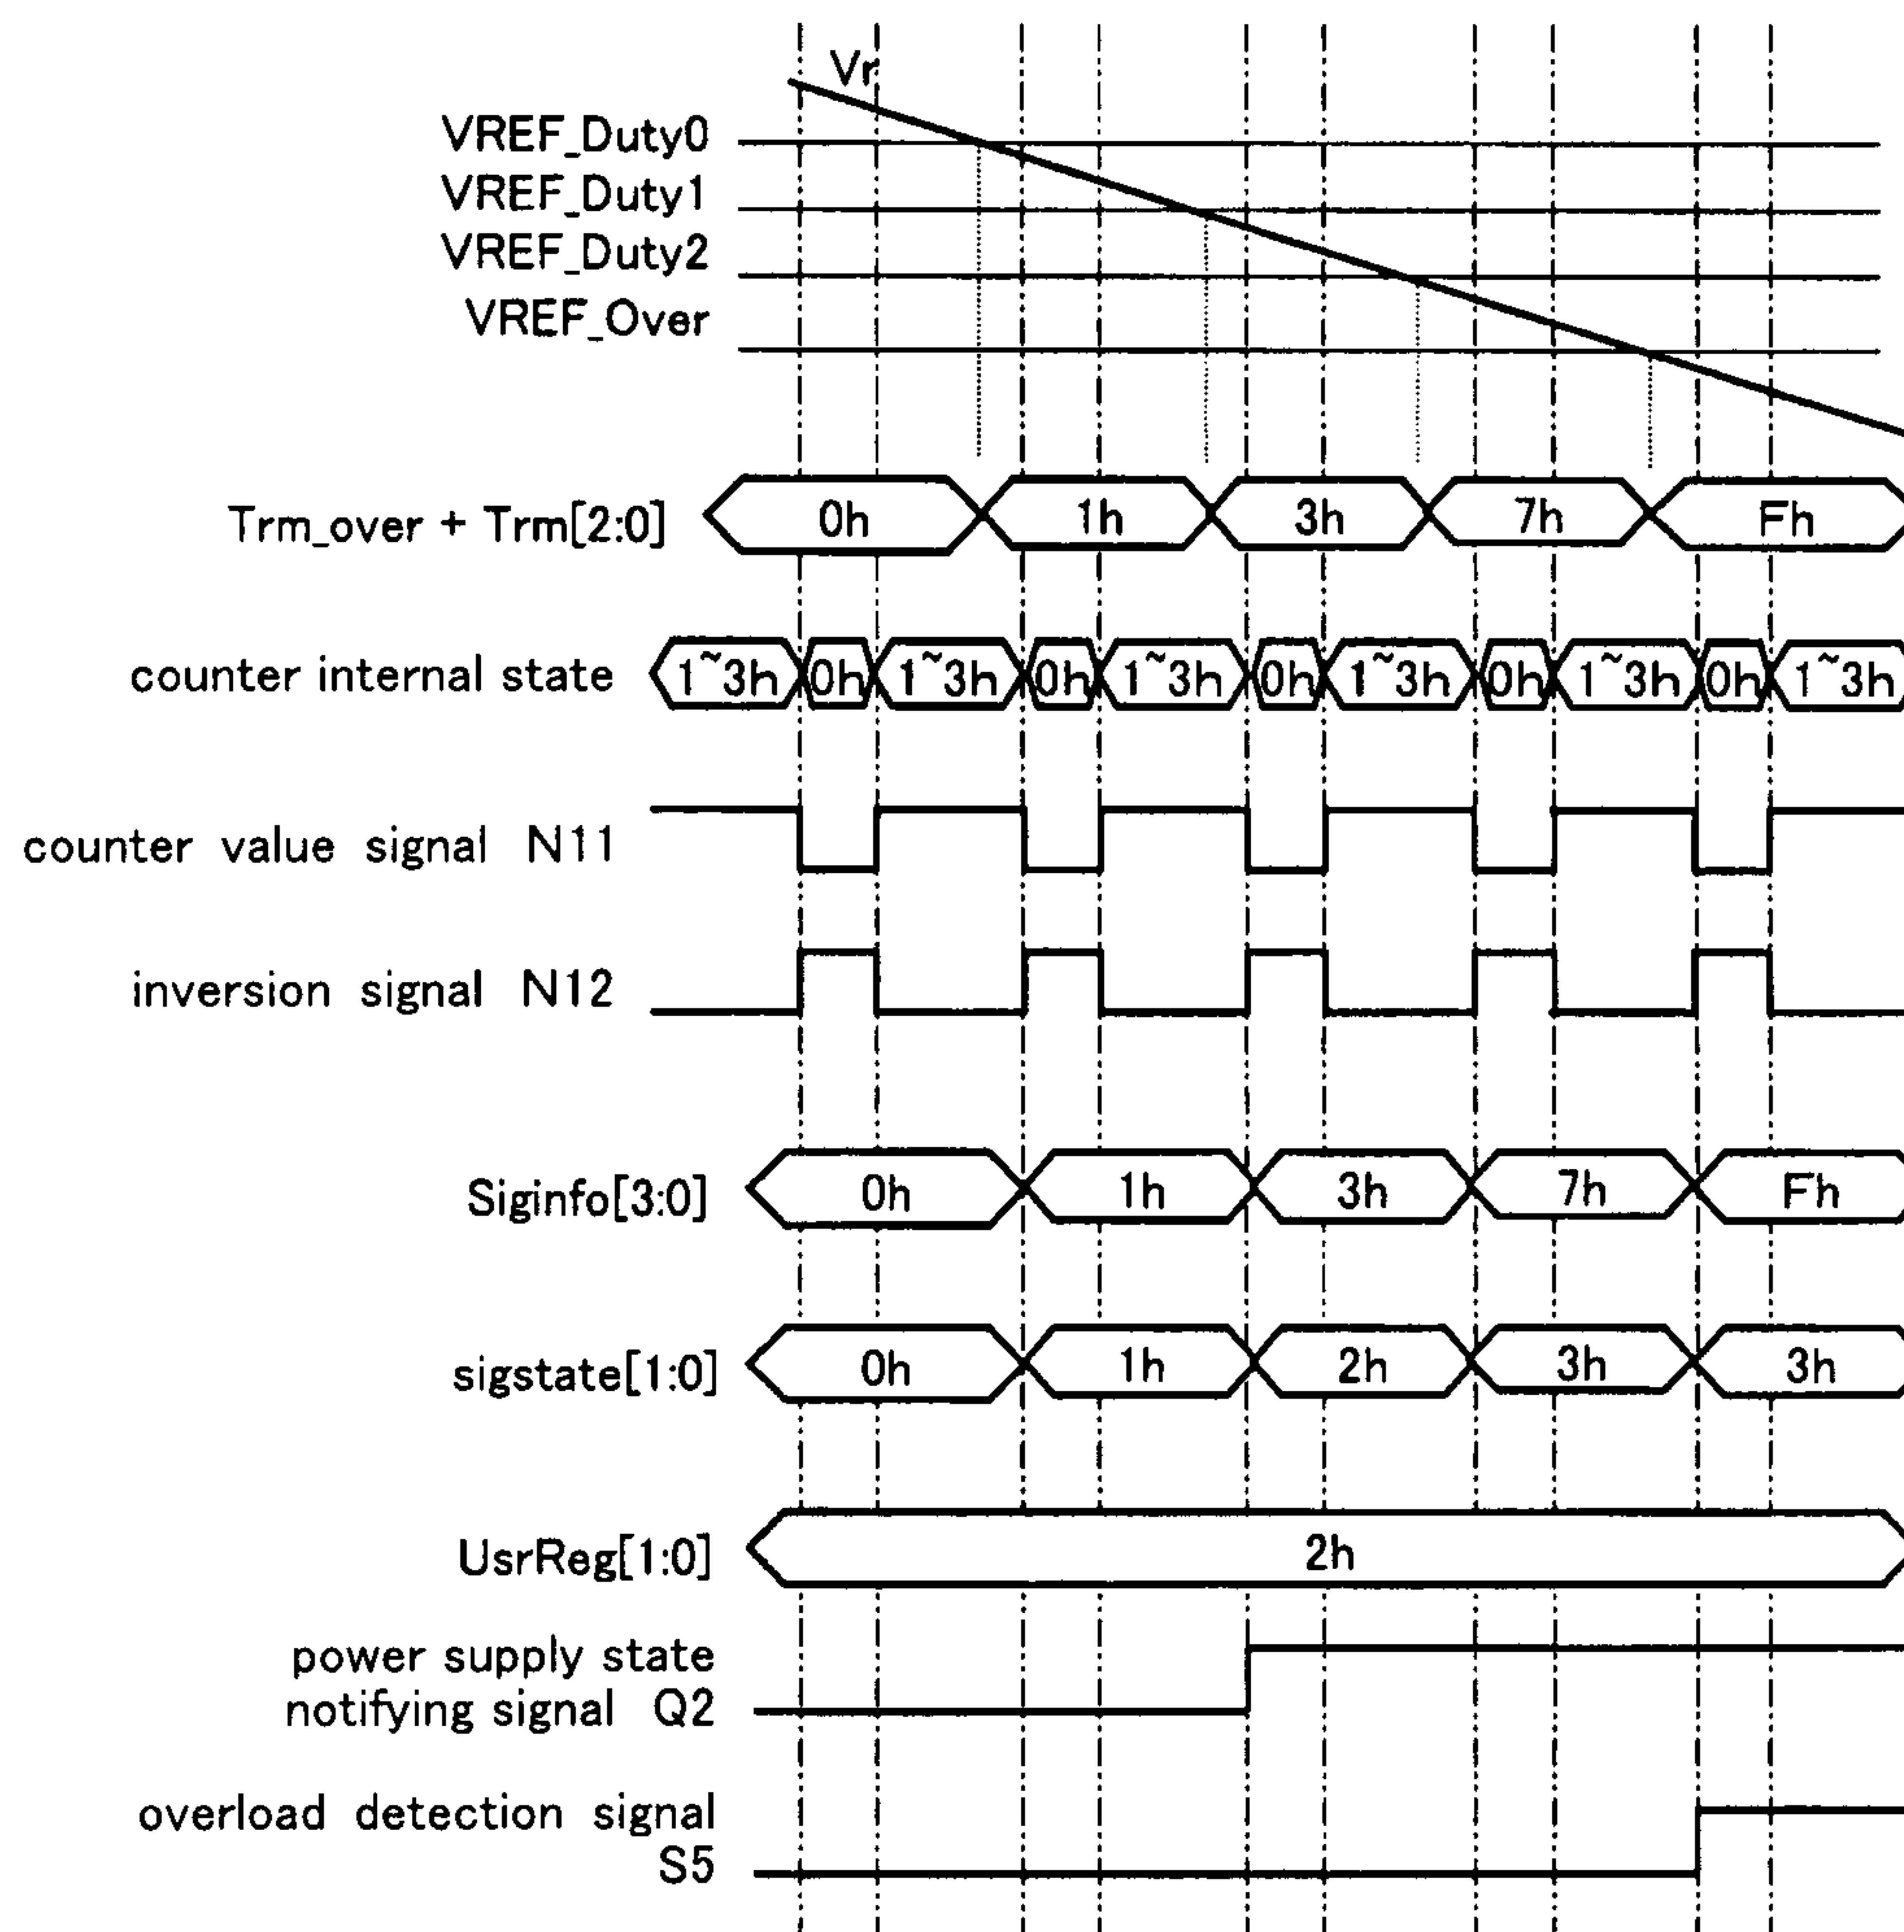 Vr
VREF_Duty0
VREF_Duty1
VREF_Duty2
VREF_Over
Trm_over + Trm[2:0] 0h 1h 3h 7h Fh
counter internal state 1~3h 0h 1~3h 0h 1~3h 0h 1~3h 0h 1~3h 0h 1~3h
counter value signal N11
inversion signal N12
Siginfo[3:0] 0h 1h 3h 7h Fh
sigstate[1:0] 0h 1h 2h 3h 3h
UsrReg[1:0] 2h
power supply state
notifying signal Q2
overload detection signal
S5